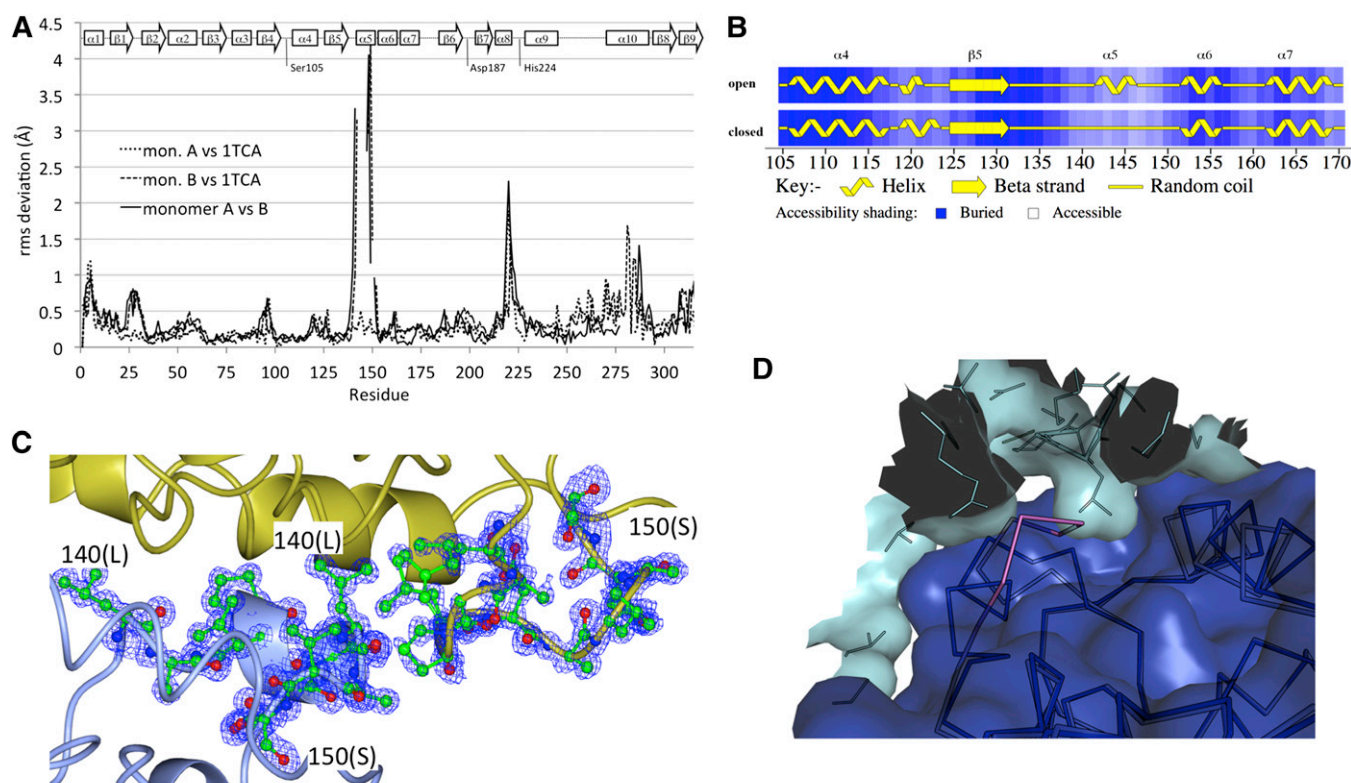 A
4.5
4
3.5
3
2.5
2
1.5
1
0.5
0
rms deviation (Å)
α1 β1 β2 α2 β3 α3 β4 α4 β5 α5 α6 α7 β6 β7 α8 α9 α10 β8 β9
Ser105 Asp187 His224
mon. A vs 1TCA
mon. B vs 1TCA
monomer A vs B
0 25 50 75 100 125 150 175 200 225 250 275 300
Residue
B
α4 β5 α5 α6 α7
open
closed
105 110 115 120 125 130 135 140 145 150 155 160 165 170
Key:- Helix Beta strand Random coil
Accessibility shading: Buried Accessible
C
140(L) 140(L) 150(S)
150(S)
D